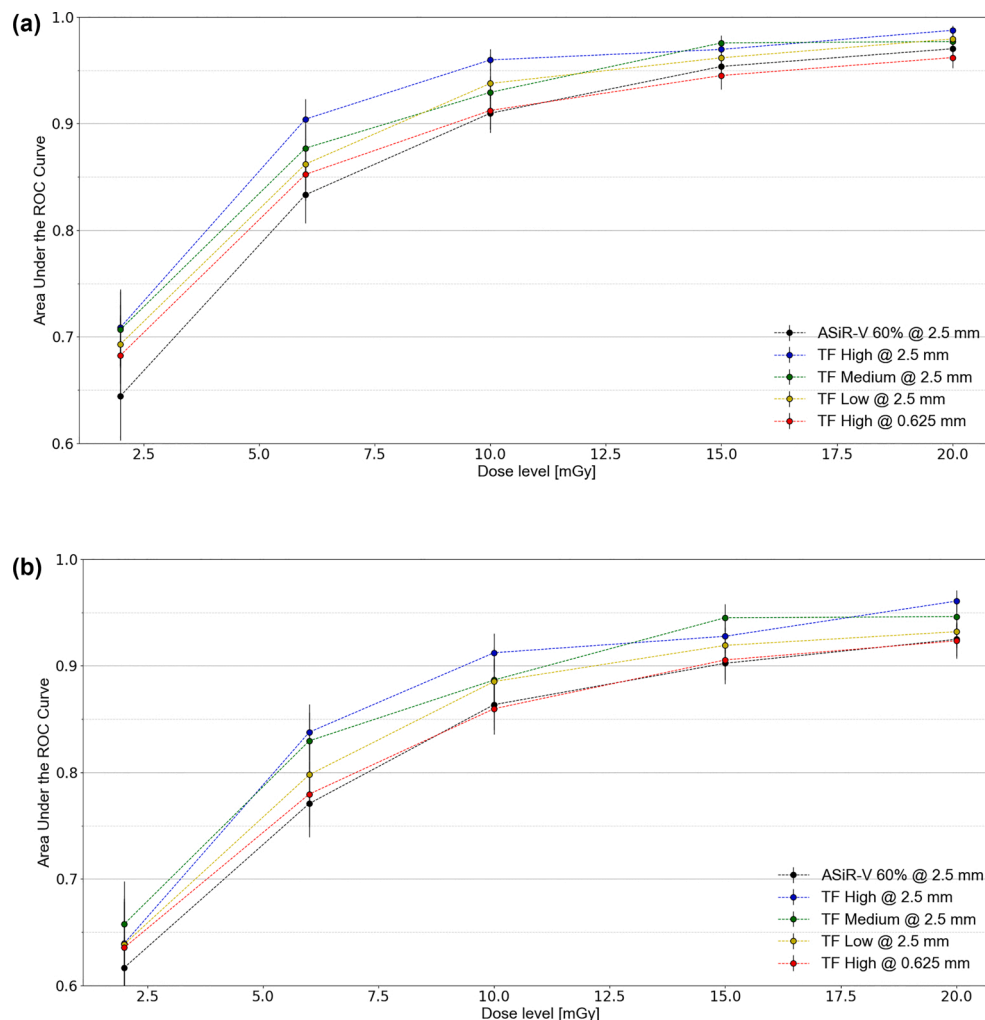 (a)
1.0
0.9
0.8
0.7
0.6
Area Under the ROC Curve
ASiR-V 60% @ 2.5 mm
TF High @ 2.5 mm
TF Medium @ 2.5 mm
TF Low @ 2.5 mm
TF High @ 0.625 mm
2.5 5.0 7.5 10.0 12.5 15.0 17.5 20.0
Dose level [mGy]
(b)
1.0
0.9
0.8
0.7
0.6
Area Under the ROC Curve
ASiR-V 60% @ 2.5 mm
TF High @ 2.5 mm
TF Medium @ 2.5 mm
TF Low @ 2.5 mm
TF High @ 0.625 mm
2.5 5.0 7.5 10.0 12.5 15.0 17.5 20.0
Dose level [mGy]